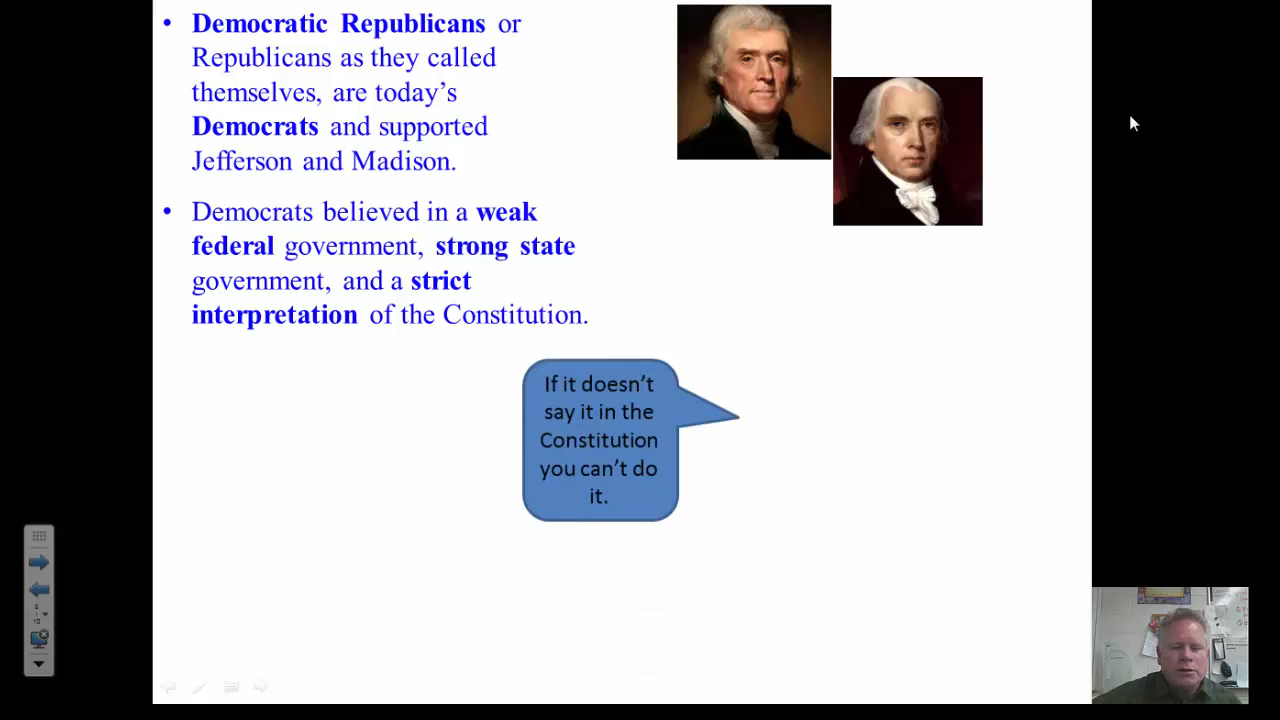 • Democratic Republicans or
Republicans as they called
themselves, are today's
Democrats and supported
Jefferson and Madison.
• Democrats believed in a weak
federal government, strong state
government, and a strict
interpretation of the Constitution.
If it doesn't
say it in the
Constitution
you can't do
it.